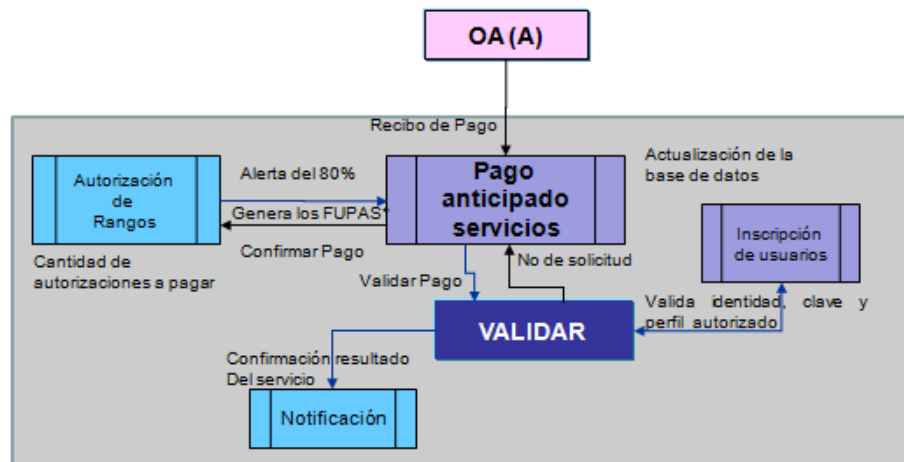 OA (A)
Recibo de Pago
Autorización
de
Rangos
Alerta del 80%
Genera los FUPAS*
Confirmar Pago
Pago
anticipado
servicios
Actualización de la
base de datos
Inscripción
de usuarios
Cantidad de
autorizaciones a pagar
Validar Pago
No de solicitud
VALIDAR
Valida identidad, clave y
perfil autorizado
Confirmación resultado
Del servicio
Notificación